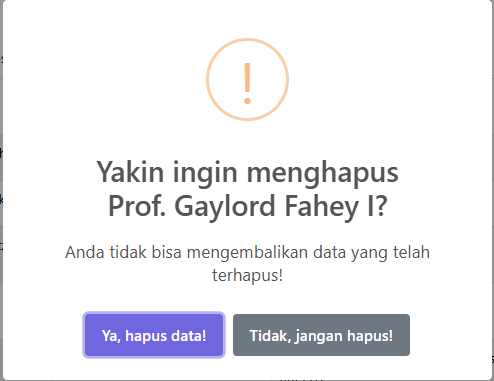 !
Yakin ingin menghapus
Prof. Gaylord Fahey I?
Anda tidak bisa mengembalikan data yang telah
terhapus!
Ya, hapus data!
Tidak, jangan hapus!